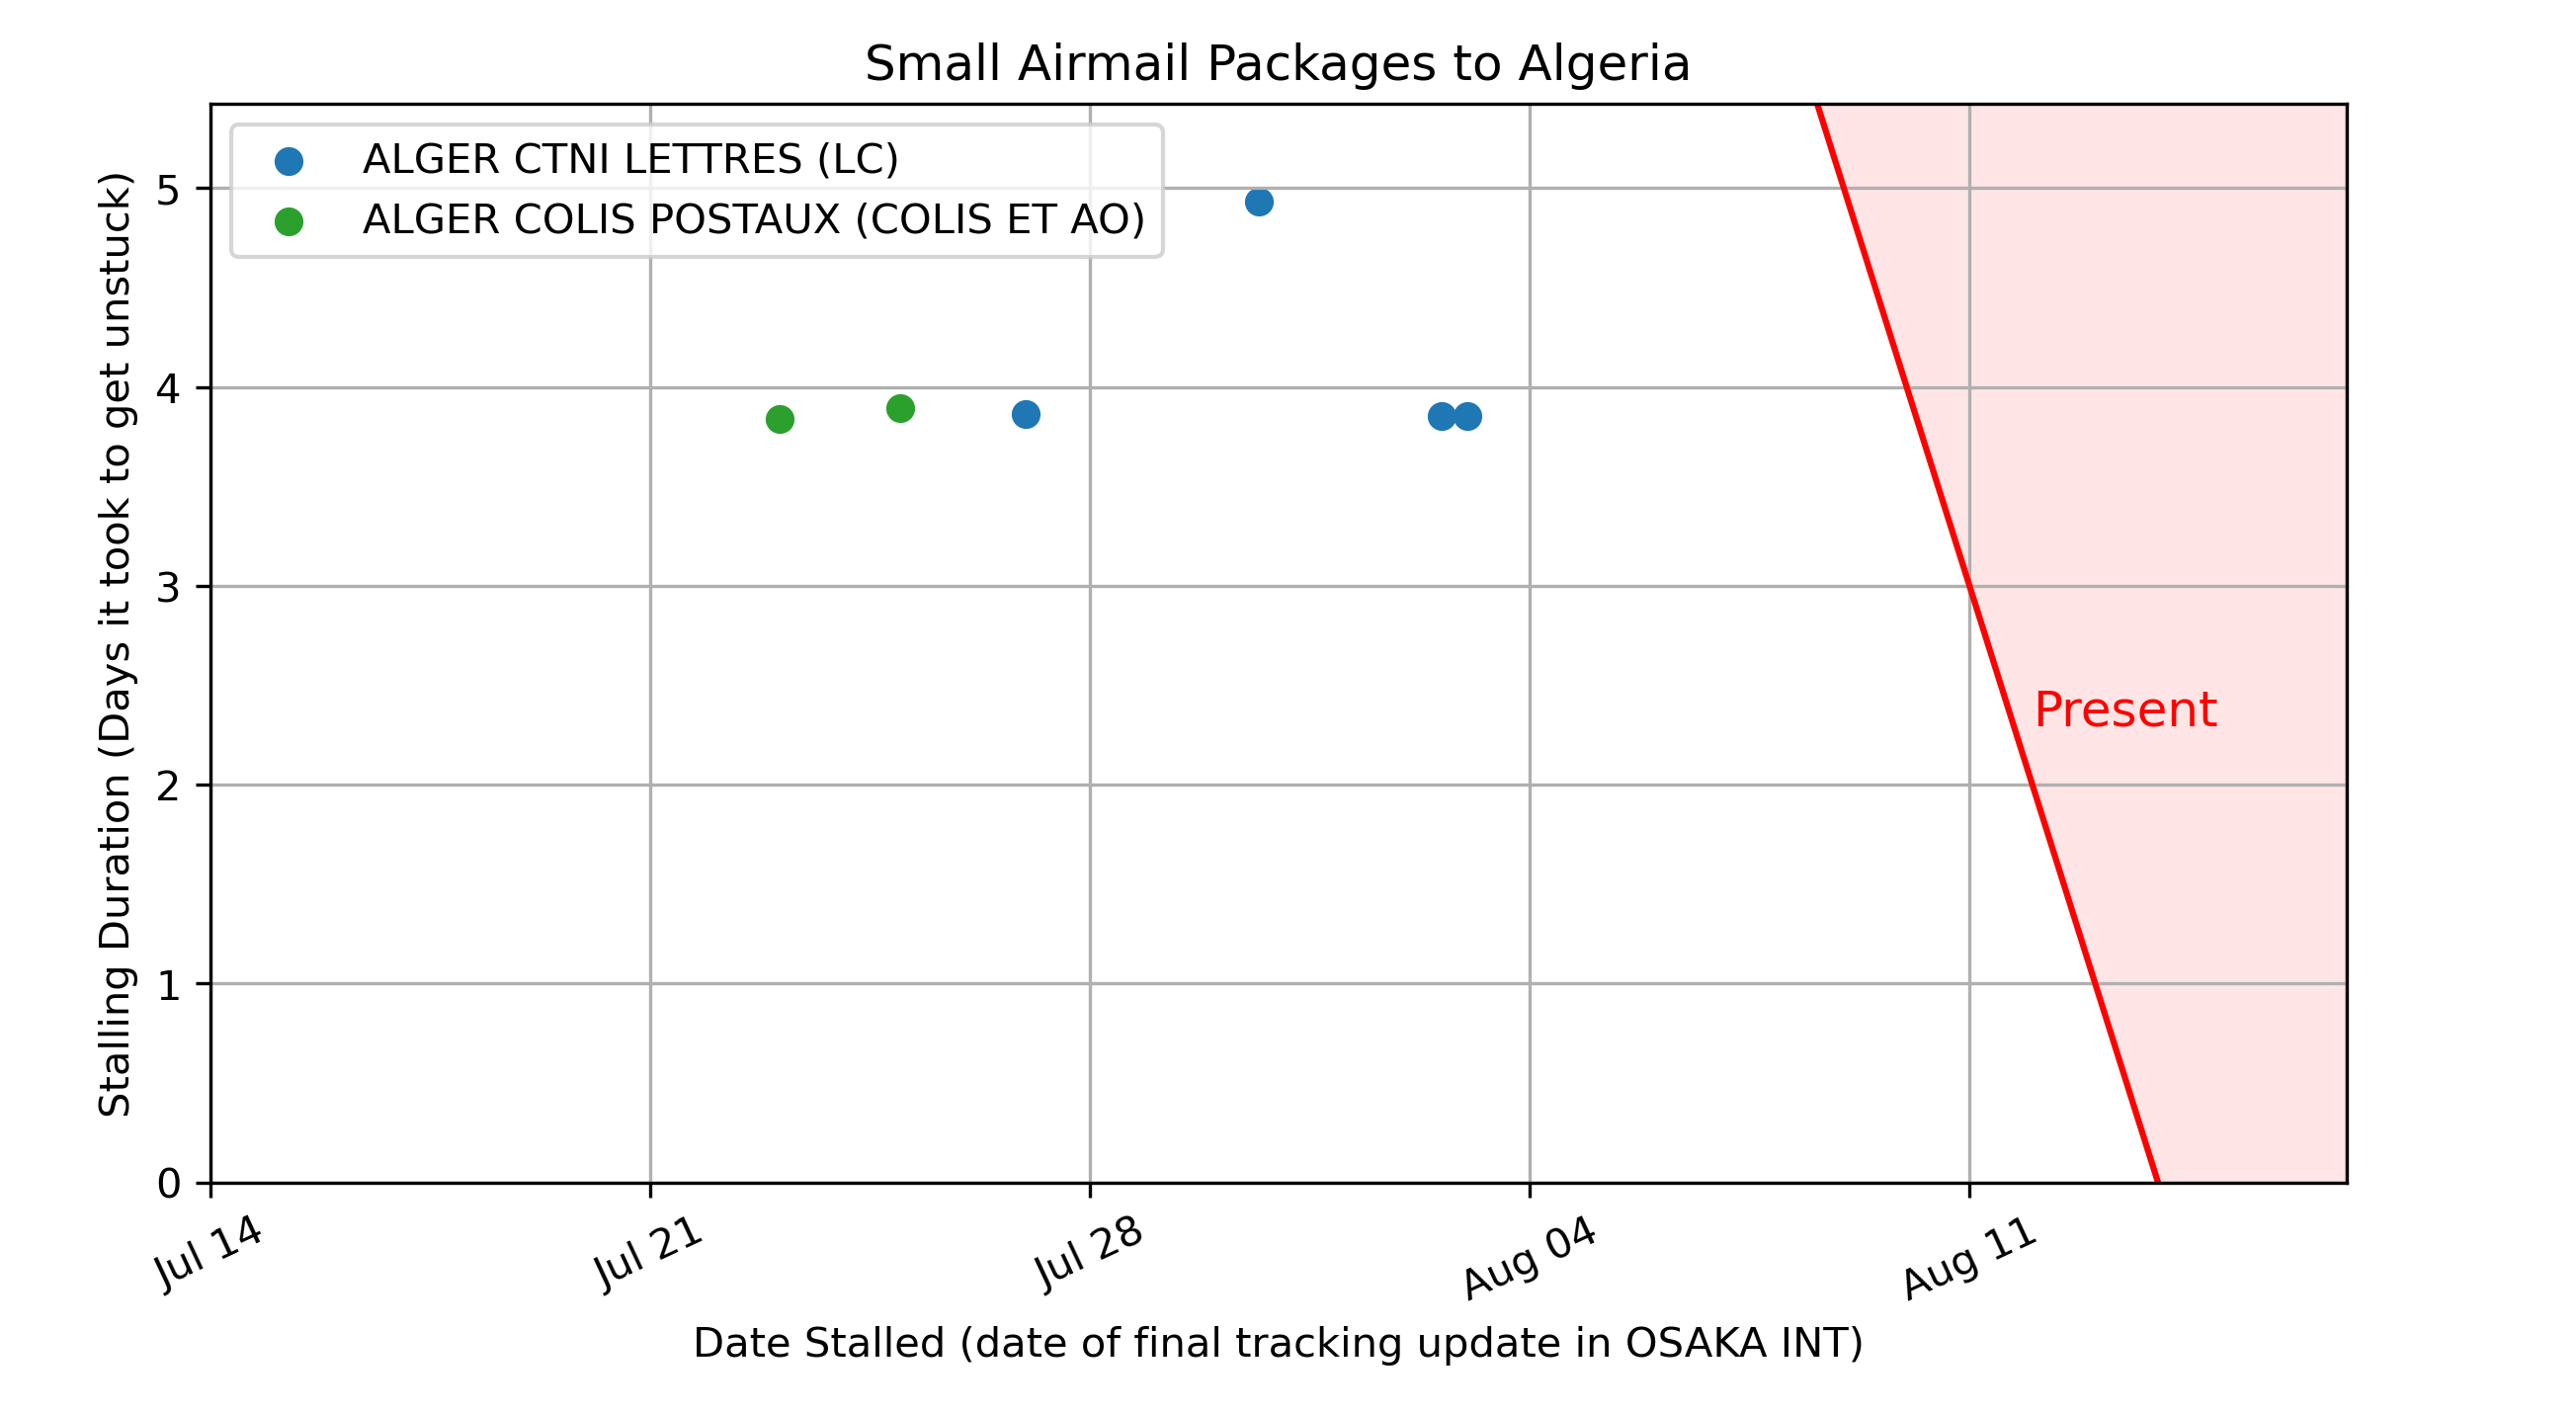 Small Airmail Packages to Algeria
ALGER CTNI LETTRES (LC)
ALGER COLIS POSTAUX (COLIS ET AO)
Stalling Duration (Days it took to get unstuck)
5
4
3
2
1
0
Present
Jul 14
Jul 21
Jul 28
Aug 04
Aug 11
Date Stalled (date of final tracking update in OSAKA INT)